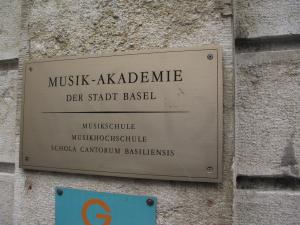 MUSIK-AKADEMIE
DER STADT BASEL
MUSIKSCHULE
MUSIKHOCHSCHULE
SCHOLA CANTORUM BASILIENSIS
G